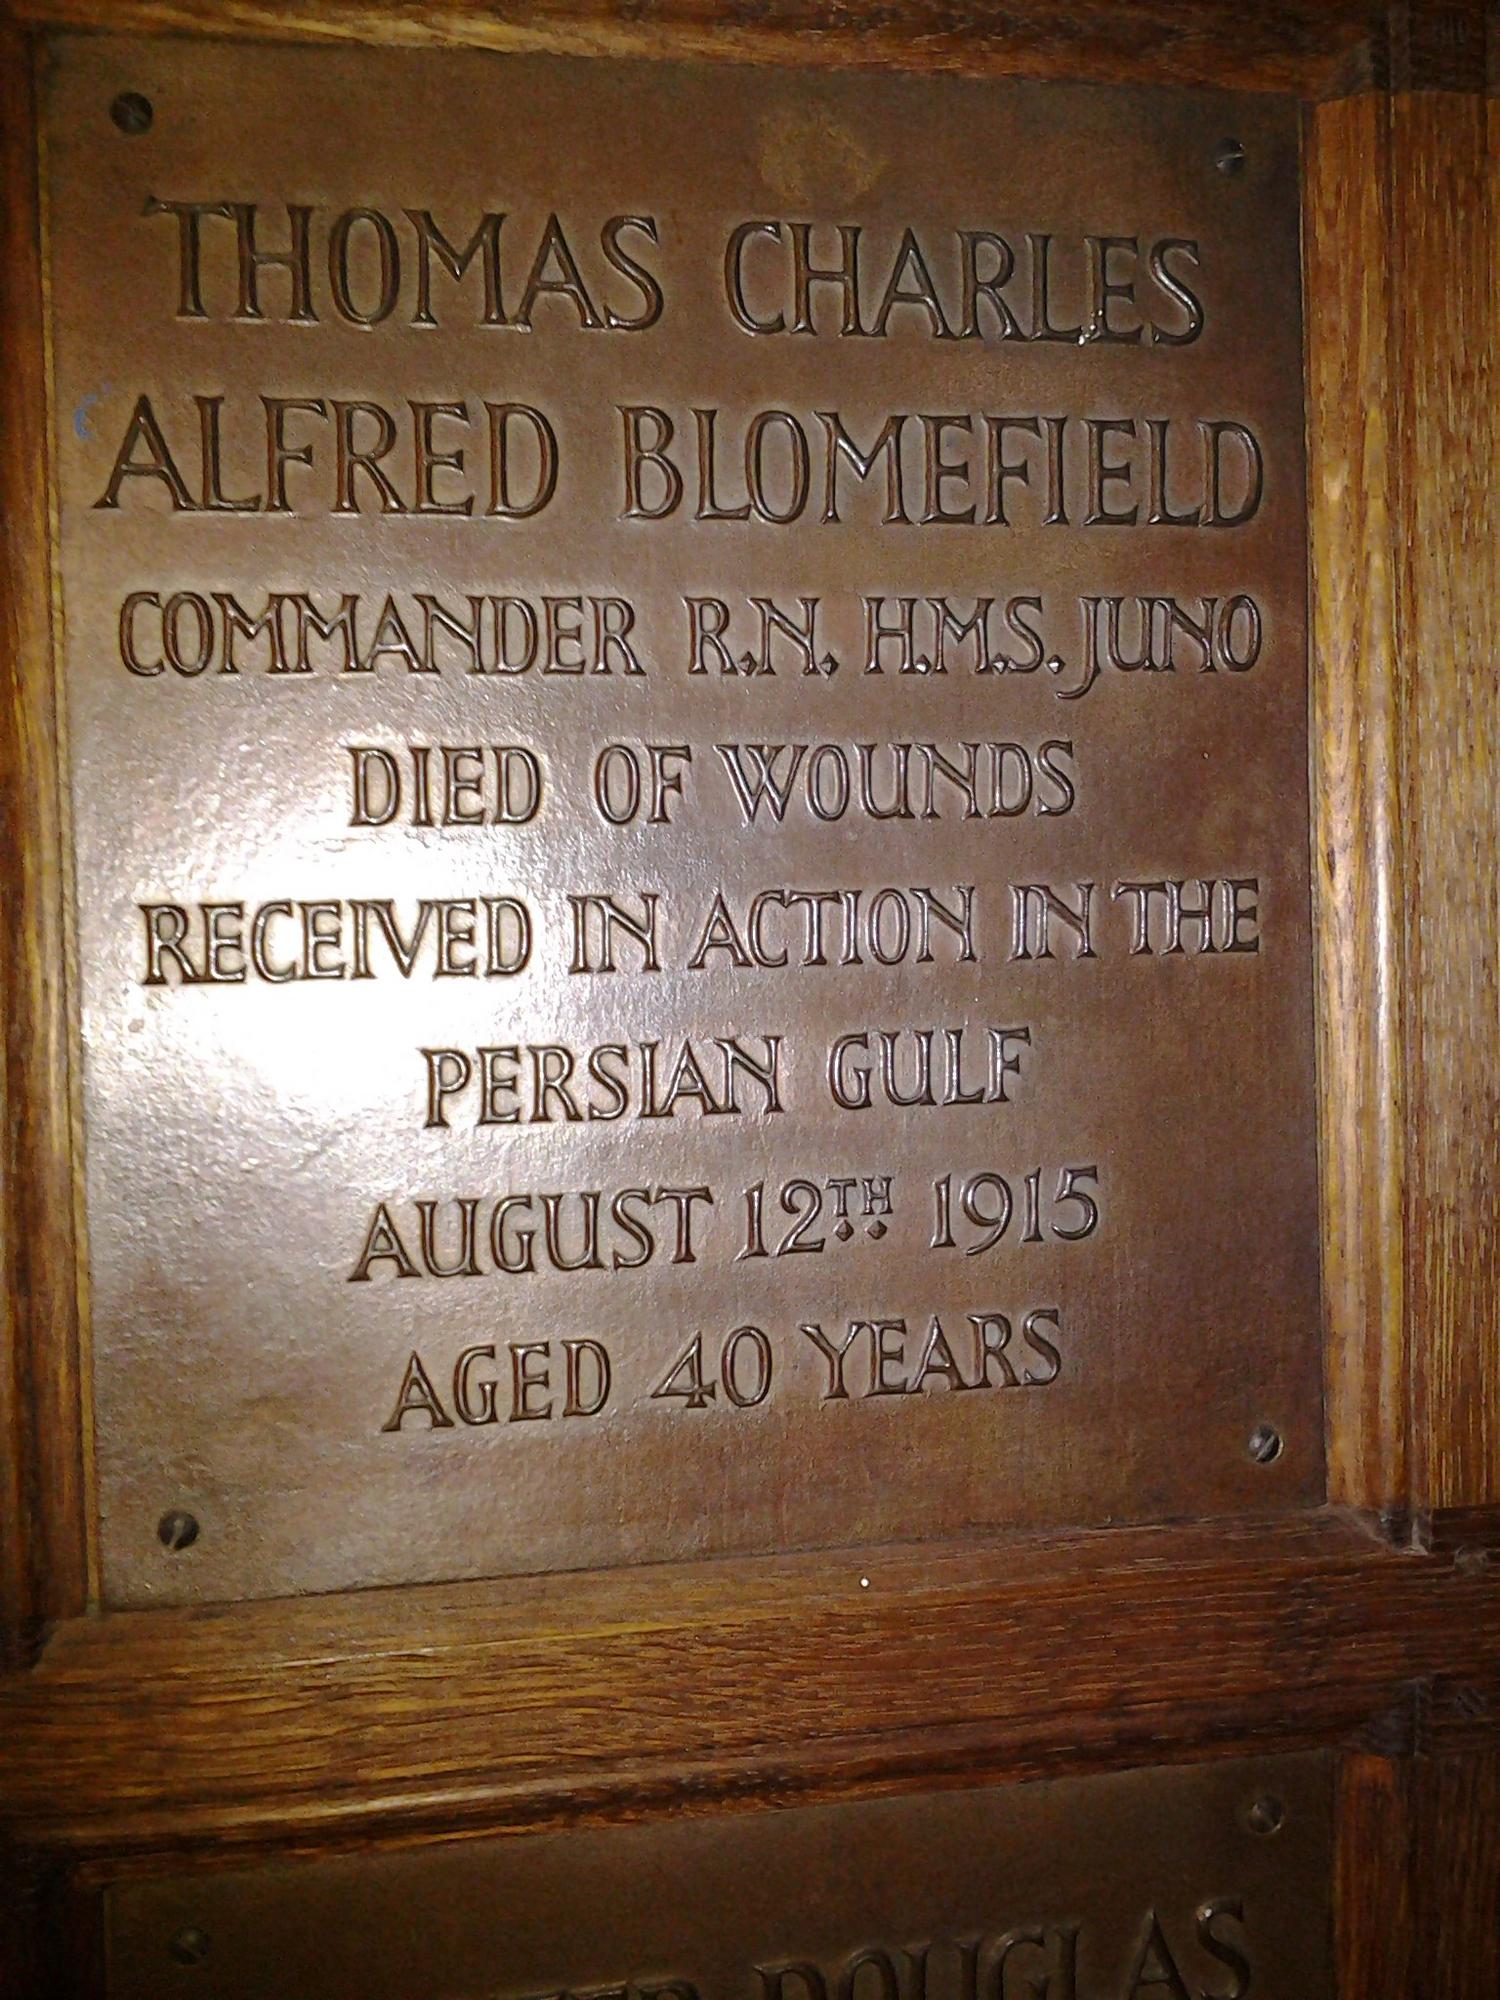 THOMAS CHARLES
ALFRED BLOMEFIELD
COMMANDER R.N. H.M.S. JUNO
DIED OF WOUNDS
RECEIVED IN ACTION IN THE
PERSIAN GULF
AUGUST 12TH 1915
AGED 40 YEARS
DOUGLAS